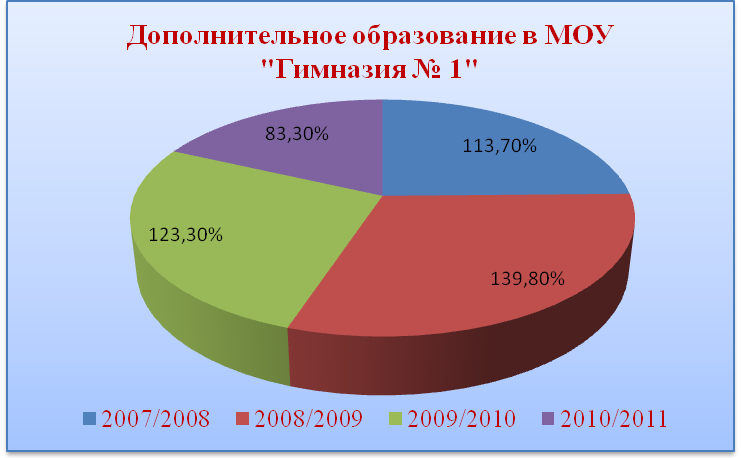 Дополнительное образование в МОУ
"Гимназия № 1"
83,30%
113,70%
123,30%
139,80%
2007/2008 2008/2009 2009/2010 2010/2011